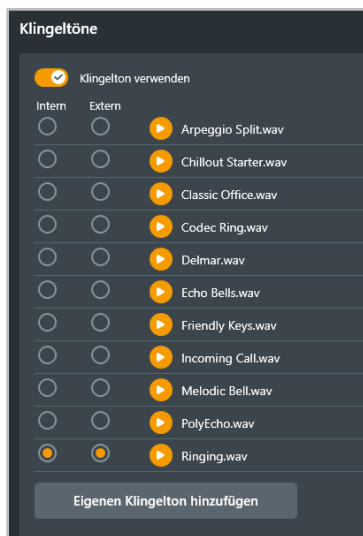 Klingeltöne
Klingelton verwenden
Intern Extern
Arpeggio Split.wav
Chillout Starter.wav
Classic Office.wav
Codec Ring.wav
Delmar.wav
Echo Bells.wav
Friendly Keys.wav
Incoming Call.wav
Melodic Bell.wav
PolyEcho.wav
Ringing.wav
Eigenen Klingelton hinzufügen